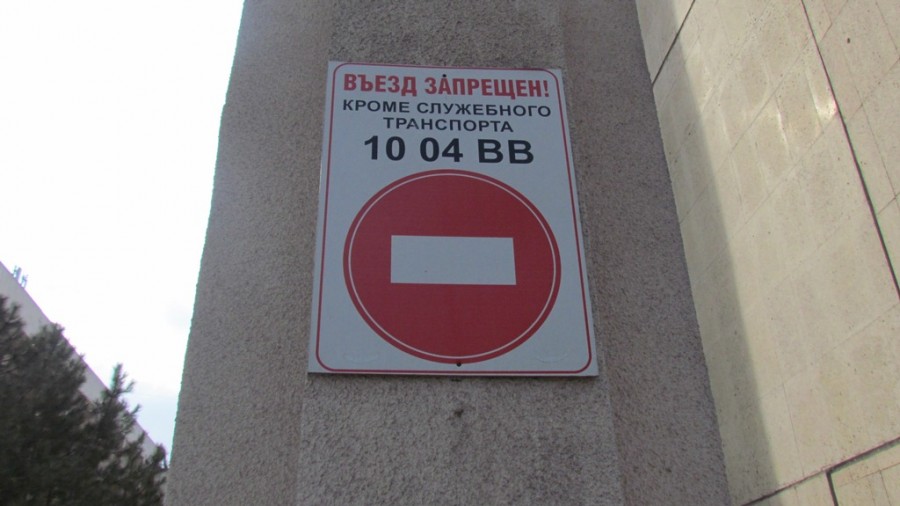 ВЪЕЗД ЗАПРЕЩЕН!
КРОМЕ СЛУЖЕБНОГО
ТРАНСПОРТА
10 04 ВВ